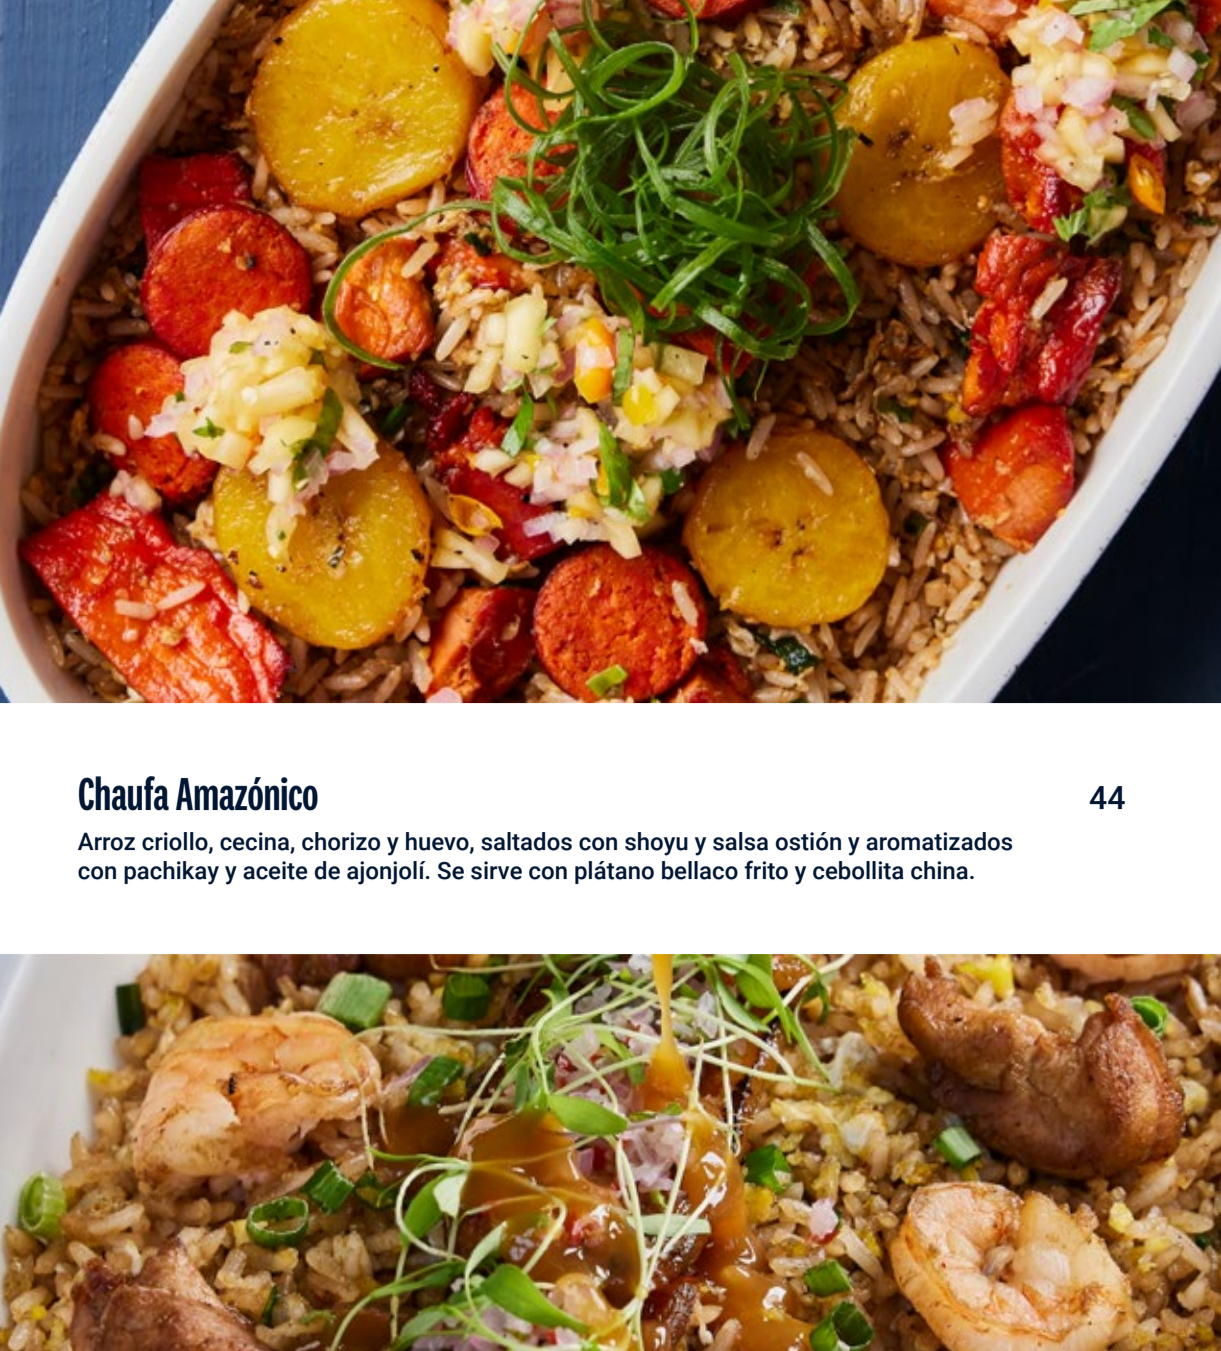 Chaufa Amazónico
44
Arroz criollo, cecina, chorizo y huevo, saltados con shoyu y salsa ostión y aromatizados
con pachikay y aceite de ajonjolí. Se sirve con plátano bellaco frito y cebollita china.